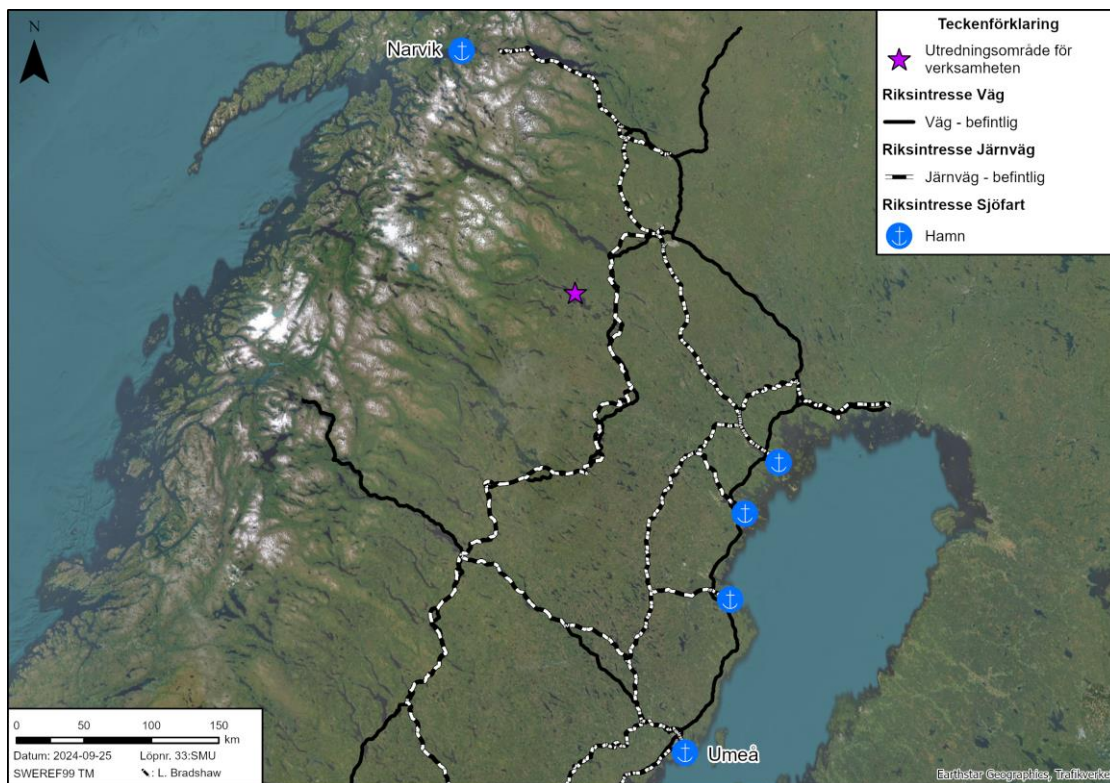 N
Narvik
Umeå
Teckenförklaring
Utredningsområde för
verksamheten
Riksintresse Väg
Väg - befintlig
Riksintresse Järnväg
Järnväg - befintlig
Riksintresse Sjöfart
Hamn
0 50 100 150
km
Datum: 2024-09-25 Löpnr. 33:SMU
SWEREF99 TM : L. Bradshaw
Earthstar Geographics, Trafikverke